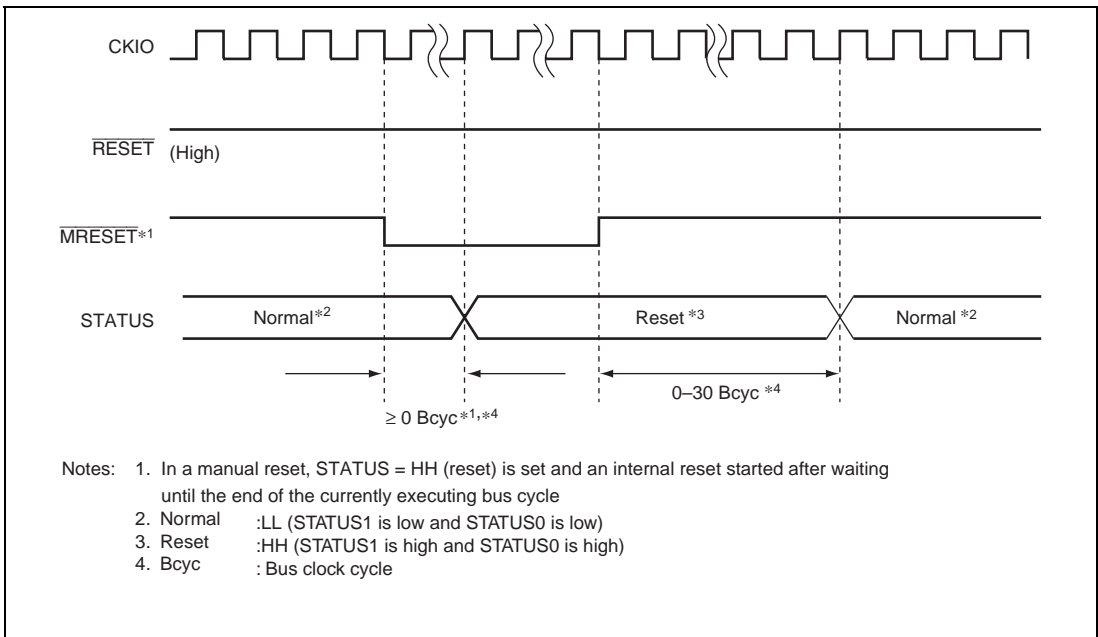 CKIO
RESET (High)
MRESET*1
STATUS Normal*2 Reset *3 Normal *2
0–30 Bcyc *4
≥ 0 Bcyc*1,*4
Notes: 1. In a manual reset, STATUS = HH (reset) is set and an internal reset started after waiting
until the end of the currently executing bus cycle
2. Normal :LL (STATUS1 is low and STATUS0 is low)
3. Reset :HH (STATUS1 is high and STATUS0 is high)
4. Bcyc : Bus clock cycle